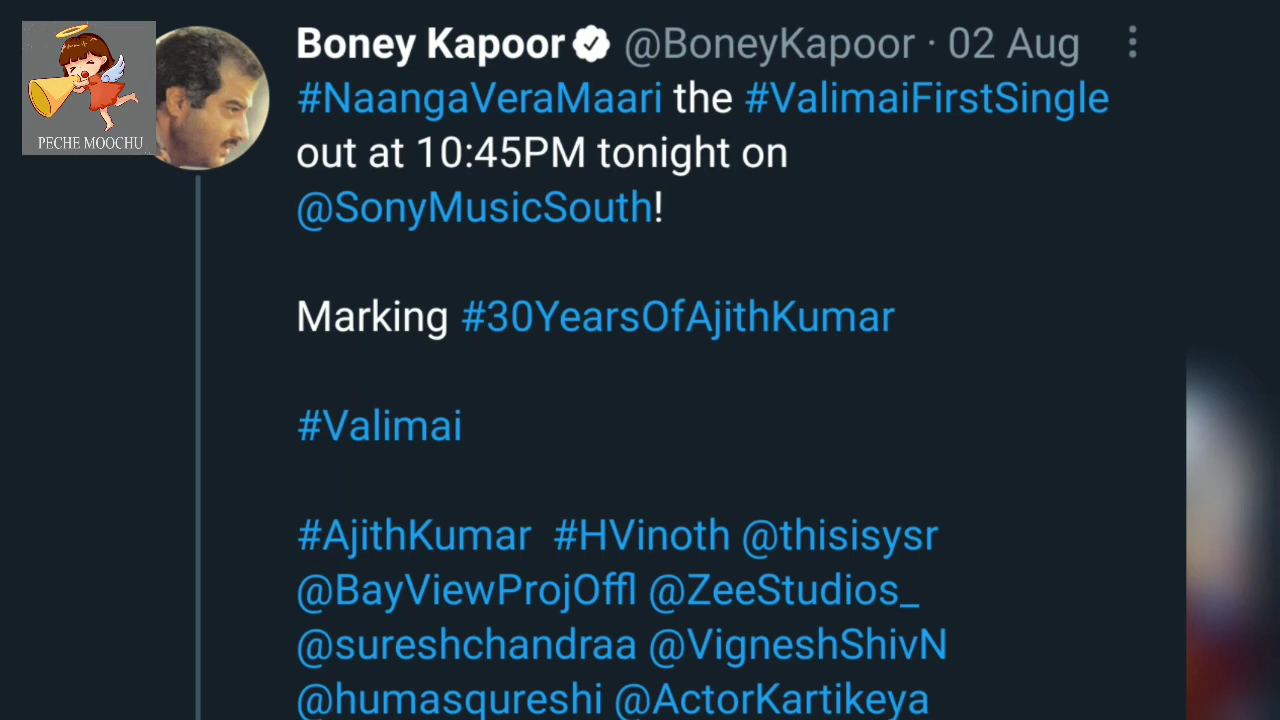 PECHE MOOCHU
Boney Kapoor @BoneyKapoor · 02 Aug
#NaangaVeraMaari the #ValimaiFirstSingle
out at 10:45PM tonight on
@SonyMusicSouth!
Marking #30YearsOfAjithKumar
#Valimai
#AjithKumar #HVinoth @thisisysr
@BayViewProjOffl @ZeeStudios_
@sureshchandraa @VigneshShivN
@humasqureshi @ActorKartikeya